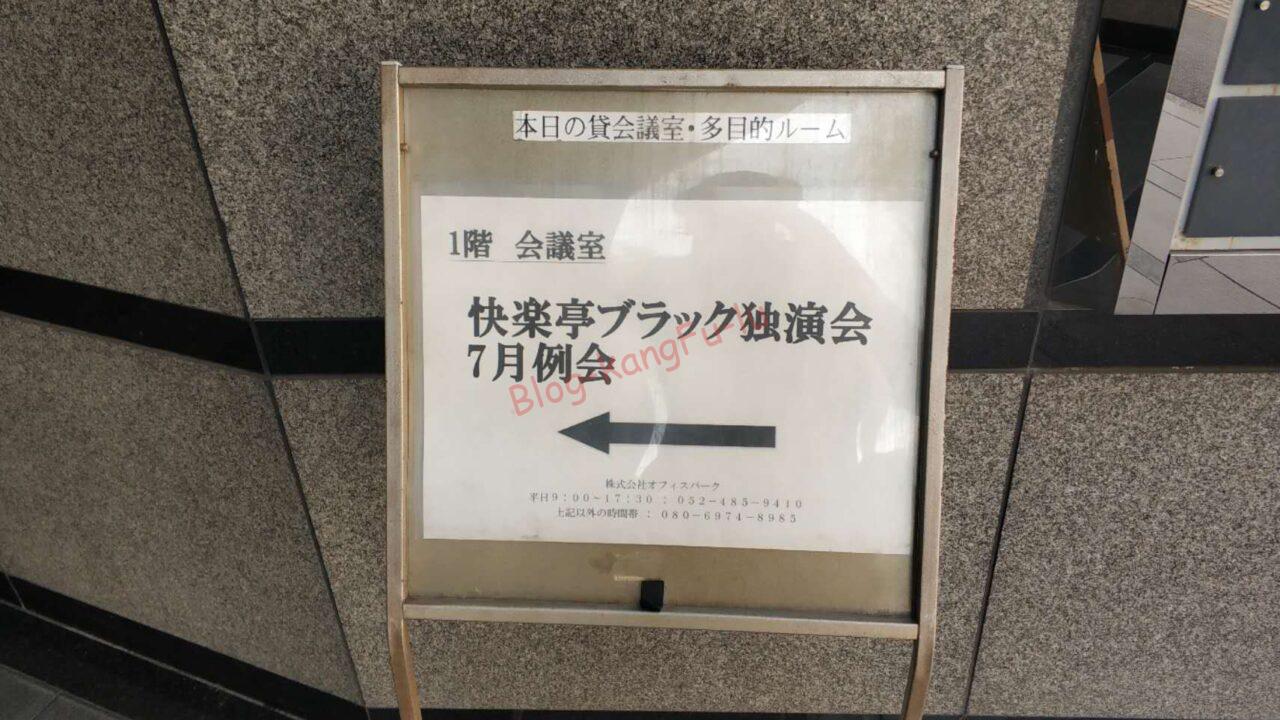 本日の貸会議室・多目的ルーム
1階 会議室
快楽亭ブラック独演会
7月例会
Blog-KangFu-
株式会社オフィスパーク
平日9:00~17:30 : 052-485-9410
上記以外の時間帯 : 080-6974-8985